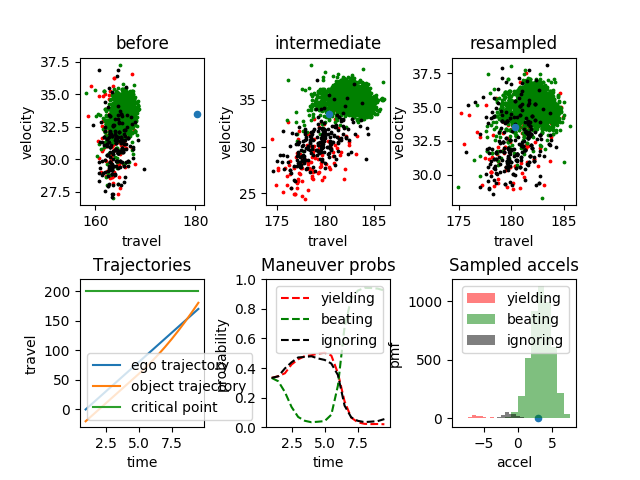 before
intermediate
resampled
37.5
35.0
32.5
30.0
27.5
velocity
160
180
travel
35
30
25
velocity
175
180
185
travel
37.5
35.0
32.5
30.0
velocity
175
180
185
travel
Trajectories
Maneuver probs
Sampled accels
200
150
100
50
0
travel
ego trajectory
object trajectory
critical point
2.5
5.0
7.5
time
1.0
0.8
0.6
0.4
0.2
0.0
probability
yielding
beating
ignoring
2.5
5.0
7.5
time
1000
500
0
pmf
yielding
beating
ignoring
−5
0
5
accel